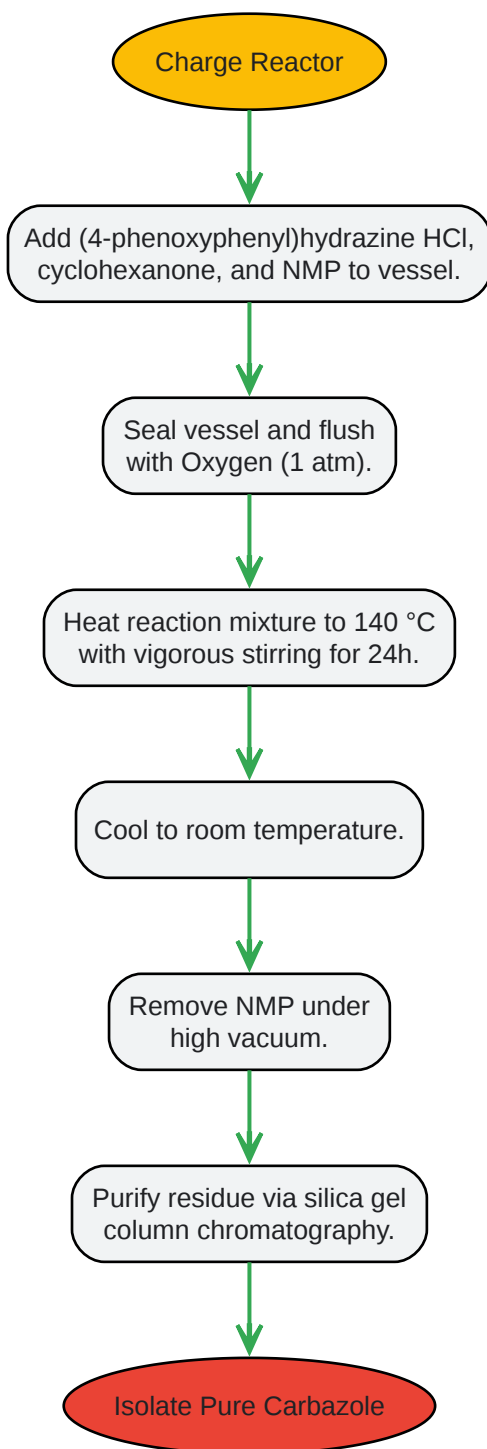 Charge Reactor
Add (4-phenoxyphenyl)hydrazine HCl,
cyclohexanone, and NMP to vessel.
Seal vessel and flush
with Oxygen (1 atm).
Heat reaction mixture to 140 °C
with vigorous stirring for 24h.
Cool to room temperature.
Remove NMP under
high vacuum.
Purify residue via silica gel
column chromatography.
Isolate Pure Carbazole